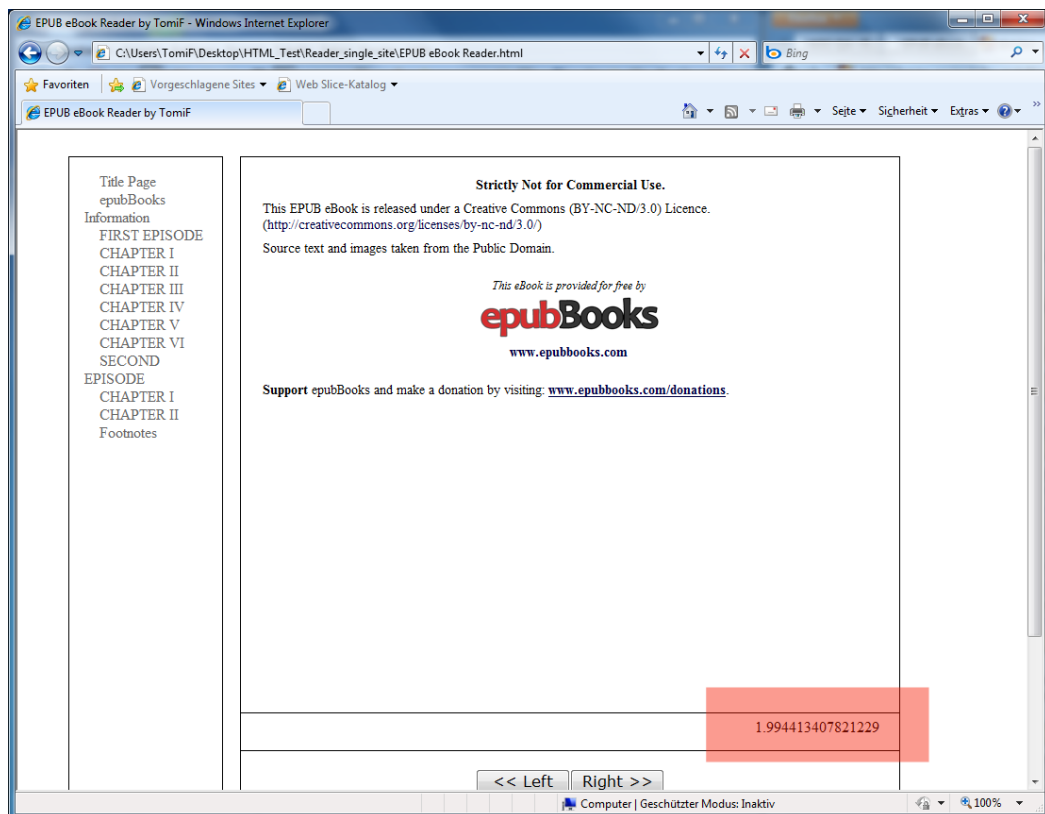 EPUB eBook Reader by TomiF - Windows Internet Explorer
C:\Users\TomiF\Desktop\HTML_Test\Reader_single_site\EPUB eBook Reader.html
Bing
Favoriten
Vorgeschlagene Sites
Web Slice-Katalog
EPUB eBook Reader by TomiF
Seite
Sicherheit
Extras
Title Page
epubBooks
Information
FIRST EPISODE
CHAPTER I
CHAPTER II
CHAPTER III
CHAPTER IV
CHAPTER V
CHAPTER VI
SECOND
EPISODE
CHAPTER I
CHAPTER II
Footnotes
Strictly Not for Commercial Use.
This EPUB eBook is released under a Creative Commons (BY-NC-ND/3.0) Licence.
(http://creativecommons.org/licenses/by-nc-nd/3.0/)
Source text and images taken from the Public Domain.
This eBook is provided for free by
epubBooks
www.epubbooks.com
Support epubBooks and make a donation by visiting: www.epubbooks.com/donations.
1.994413407821229
<< Left Right >>
Computer | Geschützter Modus: Inaktiv
100%